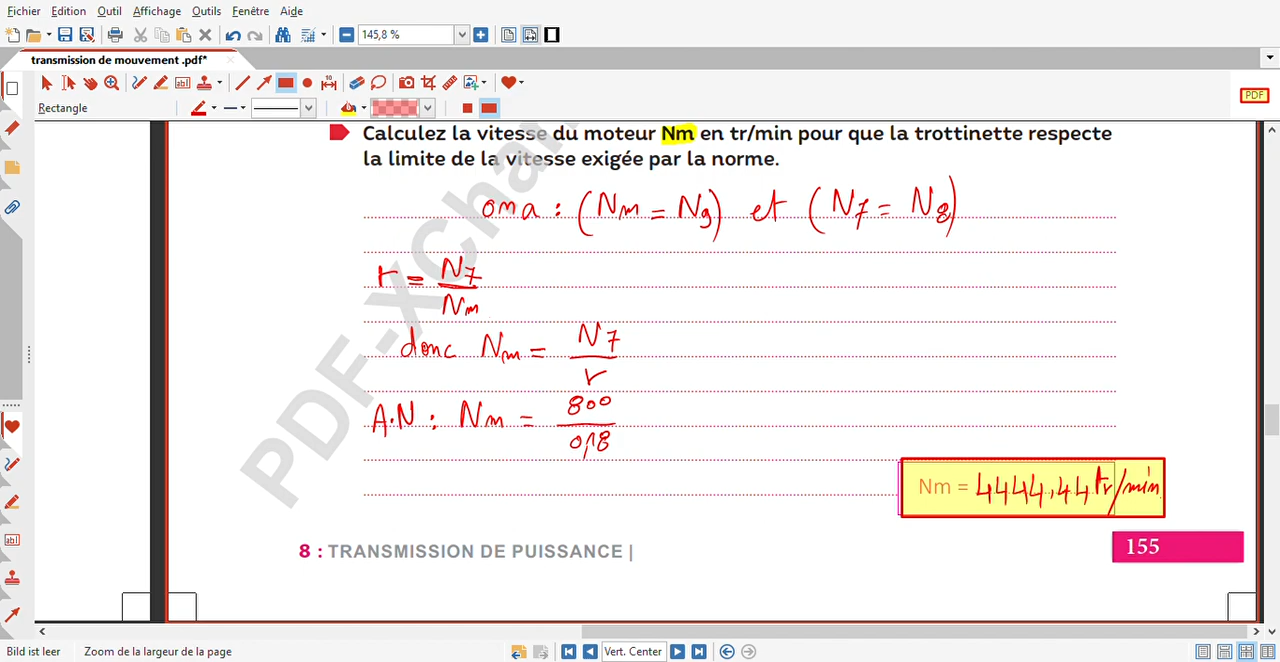 Fichier Edition Outil Affichage Outils Fenêtre Aide
145,8 %
transmission de mouvement .pdf*
PDF
Rectangle
Calculez la vitesse du moteur Nm en tr/min pour que la trottinette respecte
la limite de la vitesse exigée par la norme.
on a : (Nm = N9) et (N7 = N8)
r = N7 / Nm
donc Nm = N7 / r
A.N : Nm = 800 / 0,18
Nm = 4444,44 tr/min
8 : TRANSMISSION DE PUISSANCE |
155
PDF-XChan
Bild ist leer Zoom de la largeur de la page Vert. Center